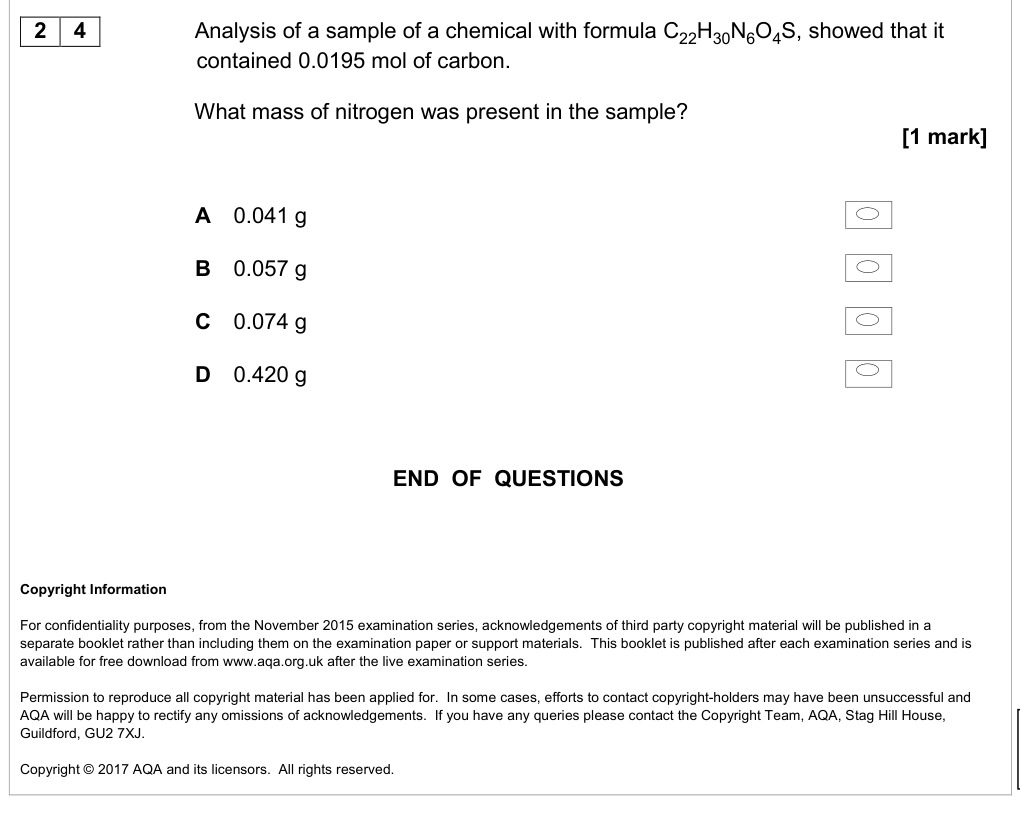 2 4 Analysis of a sample of a chemical with formula C₂₂H₃₀N₆O₄S, showed that it
contained 0.0195 mol of carbon.
What mass of nitrogen was present in the sample?
[1 mark]
A 0.041 g
B 0.057 g
C 0.074 g
D 0.420 g
END OF QUESTIONS
Copyright Information
For confidentiality purposes, from the November 2015 examination series, acknowledgements of third party copyright material will be published in a
separate booklet rather than including them on the examination paper or support materials. This booklet is published after each examination series and is
available for free download from www.aqa.org.uk after the live examination series.
Permission to reproduce all copyright material has been applied for. In some cases, efforts to contact copyright-holders may have been unsuccessful and
AQA will be happy to rectify any omissions of acknowledgements. If you have any queries please contact the Copyright Team, AQA, Stag Hill House,
Guildford, GU2 7XJ.
Copyright © 2017 AQA and its licensors. All rights reserved.